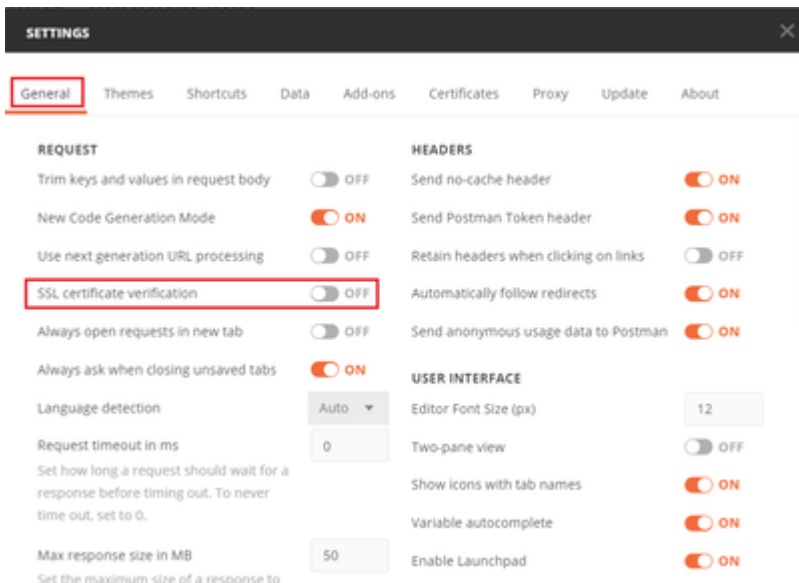 SETTINGS
General Themes Shortcuts Data Add-ons Certificates Proxy Update About
REQUEST
Trim keys and values in request body OFF
New Code Generation Mode ON
Use next generation URL processing OFF
SSL certificate verification OFF
Always open requests in new tab OFF
Always ask when closing unsaved tabs ON
Language detection Auto
Request timeout in ms 0
Set how long a request should wait for a
response before timing out. To never
time out, set to 0.
Max response size in MB 50
Set the maximum size of a response to
HEADERS
Send no-cache header ON
Send Postman Token header ON
Retain headers when clicking on links OFF
Automatically follow redirects ON
Send anonymous usage data to Postman ON
USER INTERFACE
Editor Font Size (px) 12
Two-pane view OFF
Show icons with tab names ON
Variable autocomplete ON
Enable Launchpad ON